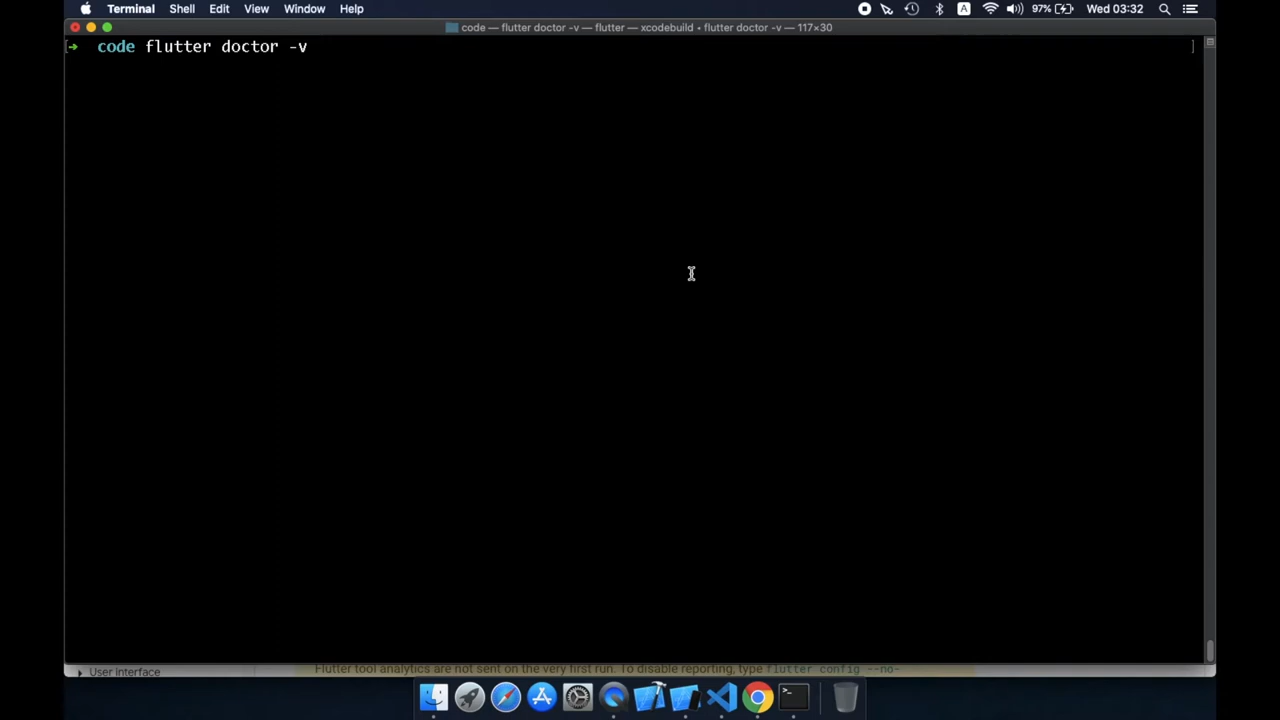 Terminal Shell Edit View Window Help A 97% Wed 03:32
code — flutter doctor -v — flutter — xcodebuild • flutter doctor -v — 117×30
[➜ code flutter doctor -v ]
User interface
Flutter tool analytics are not sent on the very first run. To disable reporting, type flutter config --no-